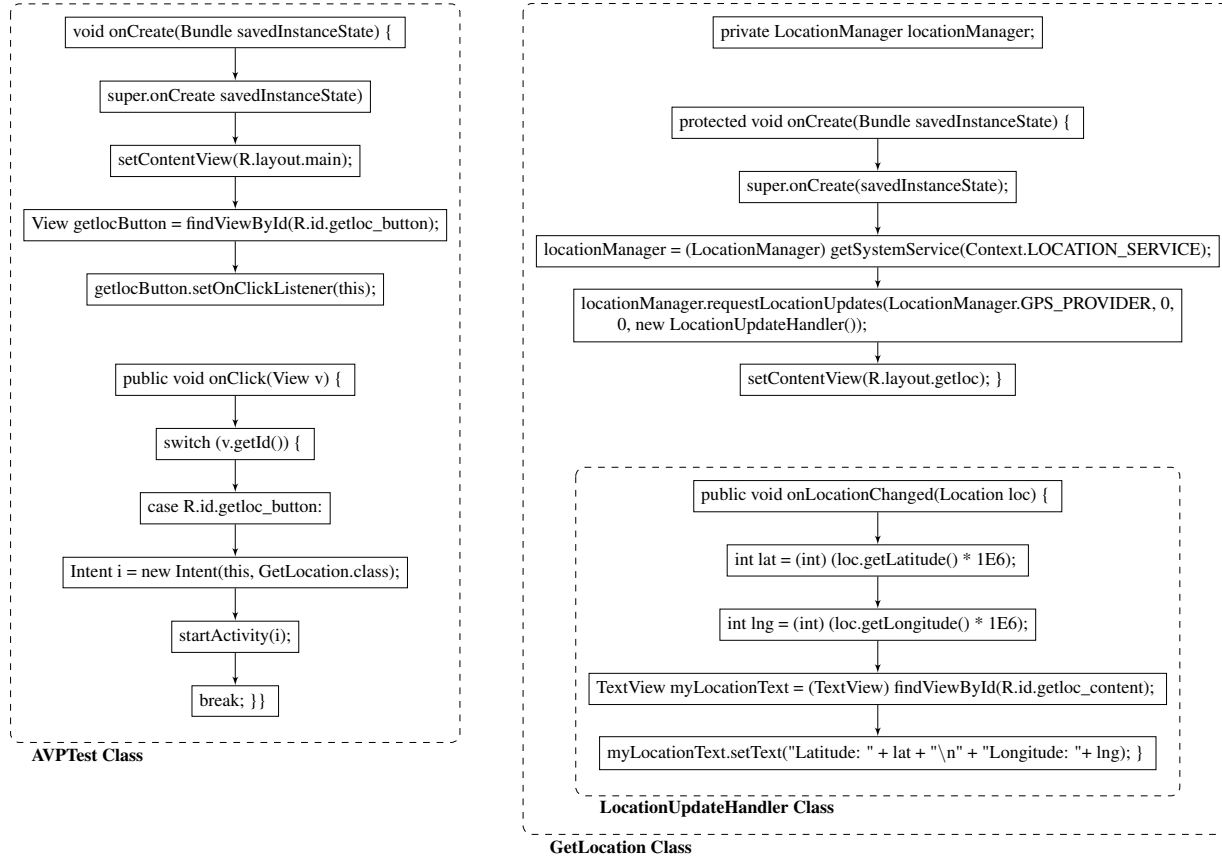 void onCreate(Bundle savedInstanceState) {
super.onCreate savedInstanceState)
setContentView(R.layout.main);
View getlocButton = findViewById(R.id.getloc_button);
getlocButton.setOnClickListener(this);
public void onClick(View v) {
switch (v.getId()) {
case R.id.getloc_button:
Intent i = new Intent(this, GetLocation.class);
startActivity(i);
break; }}
AVPTest Class
private LocationManager locationManager;
protected void onCreate(Bundle savedInstanceState) {
super.onCreate(savedInstanceState);
locationManager = (LocationManager) getSystemService(Context.LOCATION_SERVICE);
locationManager.requestLocationUpdates(LocationManager.GPS_PROVIDER, 0,
0, new LocationUpdateHandler());
setContentView(R.layout.getloc); }
public void onLocationChanged(Location loc) {
int lat = (int) (loc.getLatitude() * 1E6);
int lng = (int) (loc.getLongitude() * 1E6);
TextView myLocationText = (TextView) findViewById(R.id.getloc_content);
myLocationText.setText("Latitude: " + lat + "\n" + "Longitude: "+ lng); }
LocationUpdateHandler Class
GetLocation Class